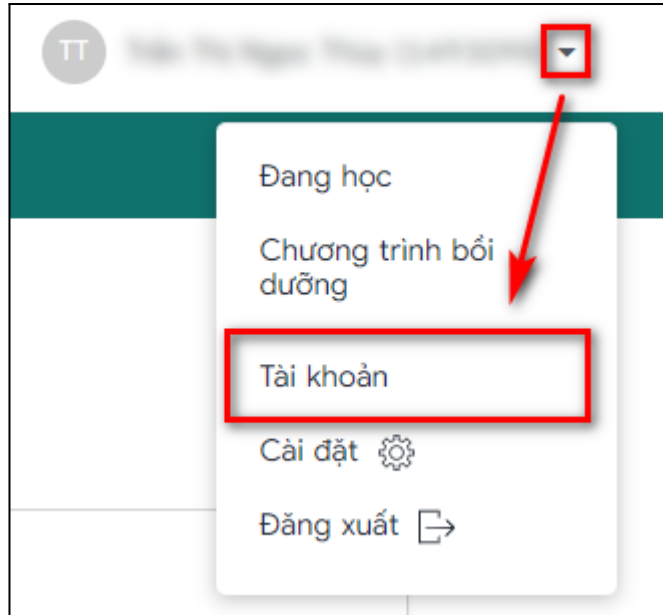 TT
Đang học
Chương trình bồi
dưỡng
Tài khoản
Cài đặt
Đăng xuất